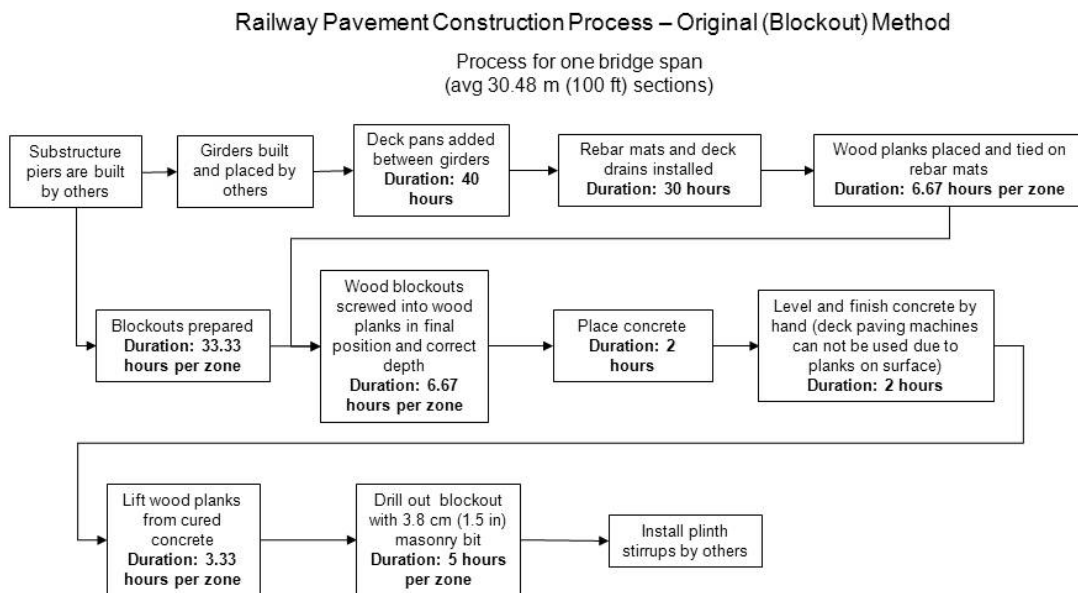 Railway Pavement Construction Process – Original (Blockout) Method
Process for one bridge span
(avg 30.48 m (100 ft) sections)
Substructure
piers are built
by others
Girders built
and placed by
others
Deck pans added
between girders
Duration: 40
hours
Rebar mats and deck
drains installed
Duration: 30 hours
Wood planks placed and tied on
rebar mats
Duration: 6.67 hours per zone
Blockouts prepared
Duration: 33.33
hours per zone
Wood blockouts
screwed into wood
planks in final
position and correct
depth
Duration: 6.67
hours per zone
Place concrete
Duration: 2
hours
Level and finish concrete by
hand (deck paving machines
can not be used due to
planks on surface)
Duration: 2 hours
Lift wood planks
from cured
concrete
Duration: 3.33
hours per zone
Drill out blockout
with 3.8 cm (1.5 in)
masonry bit
Duration: 5 hours
per zone
Install plinth
stirrups by others